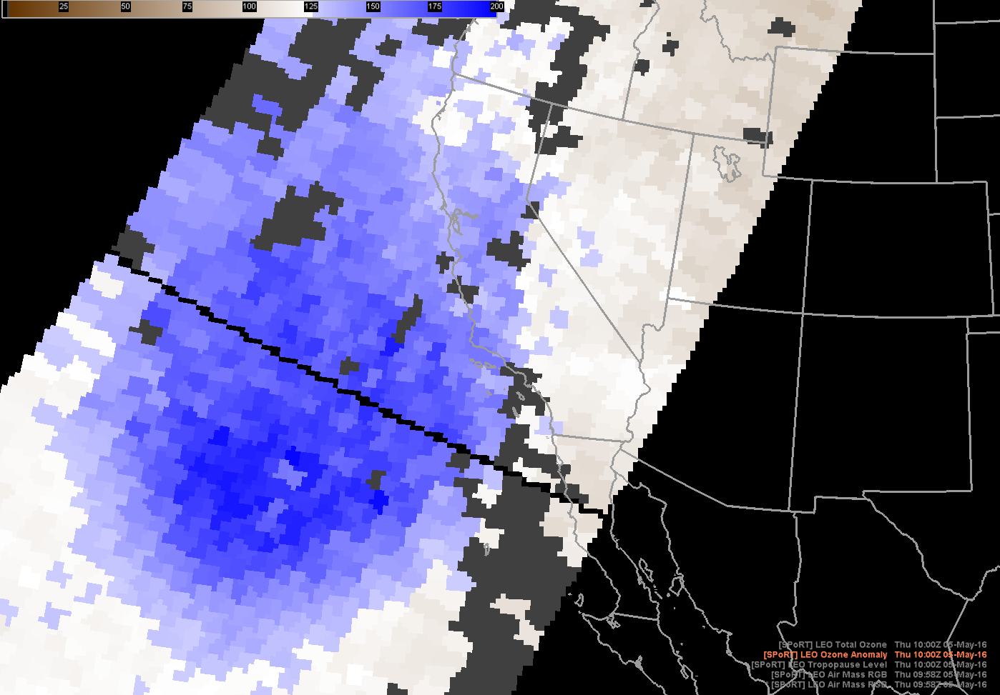 25 50 75 100 125 150 175 200
[SPoRT] LEO Total Ozone Thu 10:00Z 05-May-16
[SPoRT] LEO Ozone Anomaly Thu 10:00Z 05-May-16
[SPoRT] LEO Tropopause Level Thu 10:00Z 05-May-16
[SPoRT] LEO Air Mass RGB Thu 09:58Z 05-May-16
* [SPoRT] LEO Air Mass RGB Thu 09:58Z 05-May-16